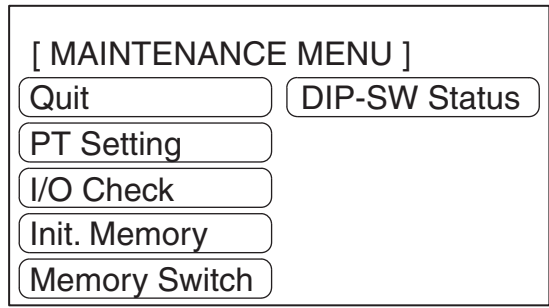 [ MAINTENANCE MENU ]
Quit
DIP-SW Status
PT Setting
I/O Check
Init. Memory
Memory Switch